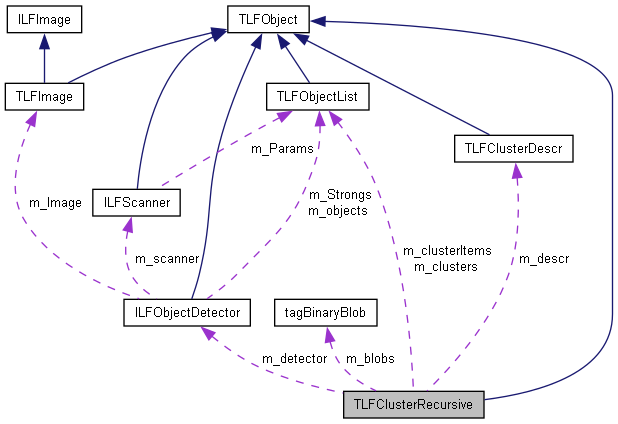 ILFImage
TLFObject
TLFImage
TLFObjectList
m_Params
TLFClusterDescr
m_Image
ILFScanner
m_Strongs
m_objects
m_scanner
m_clusterItems
m_clusters
m_descr
ILFObjectDetector
tagBinaryBlob
m_detector
m_blobs
TLFClusterRecursive